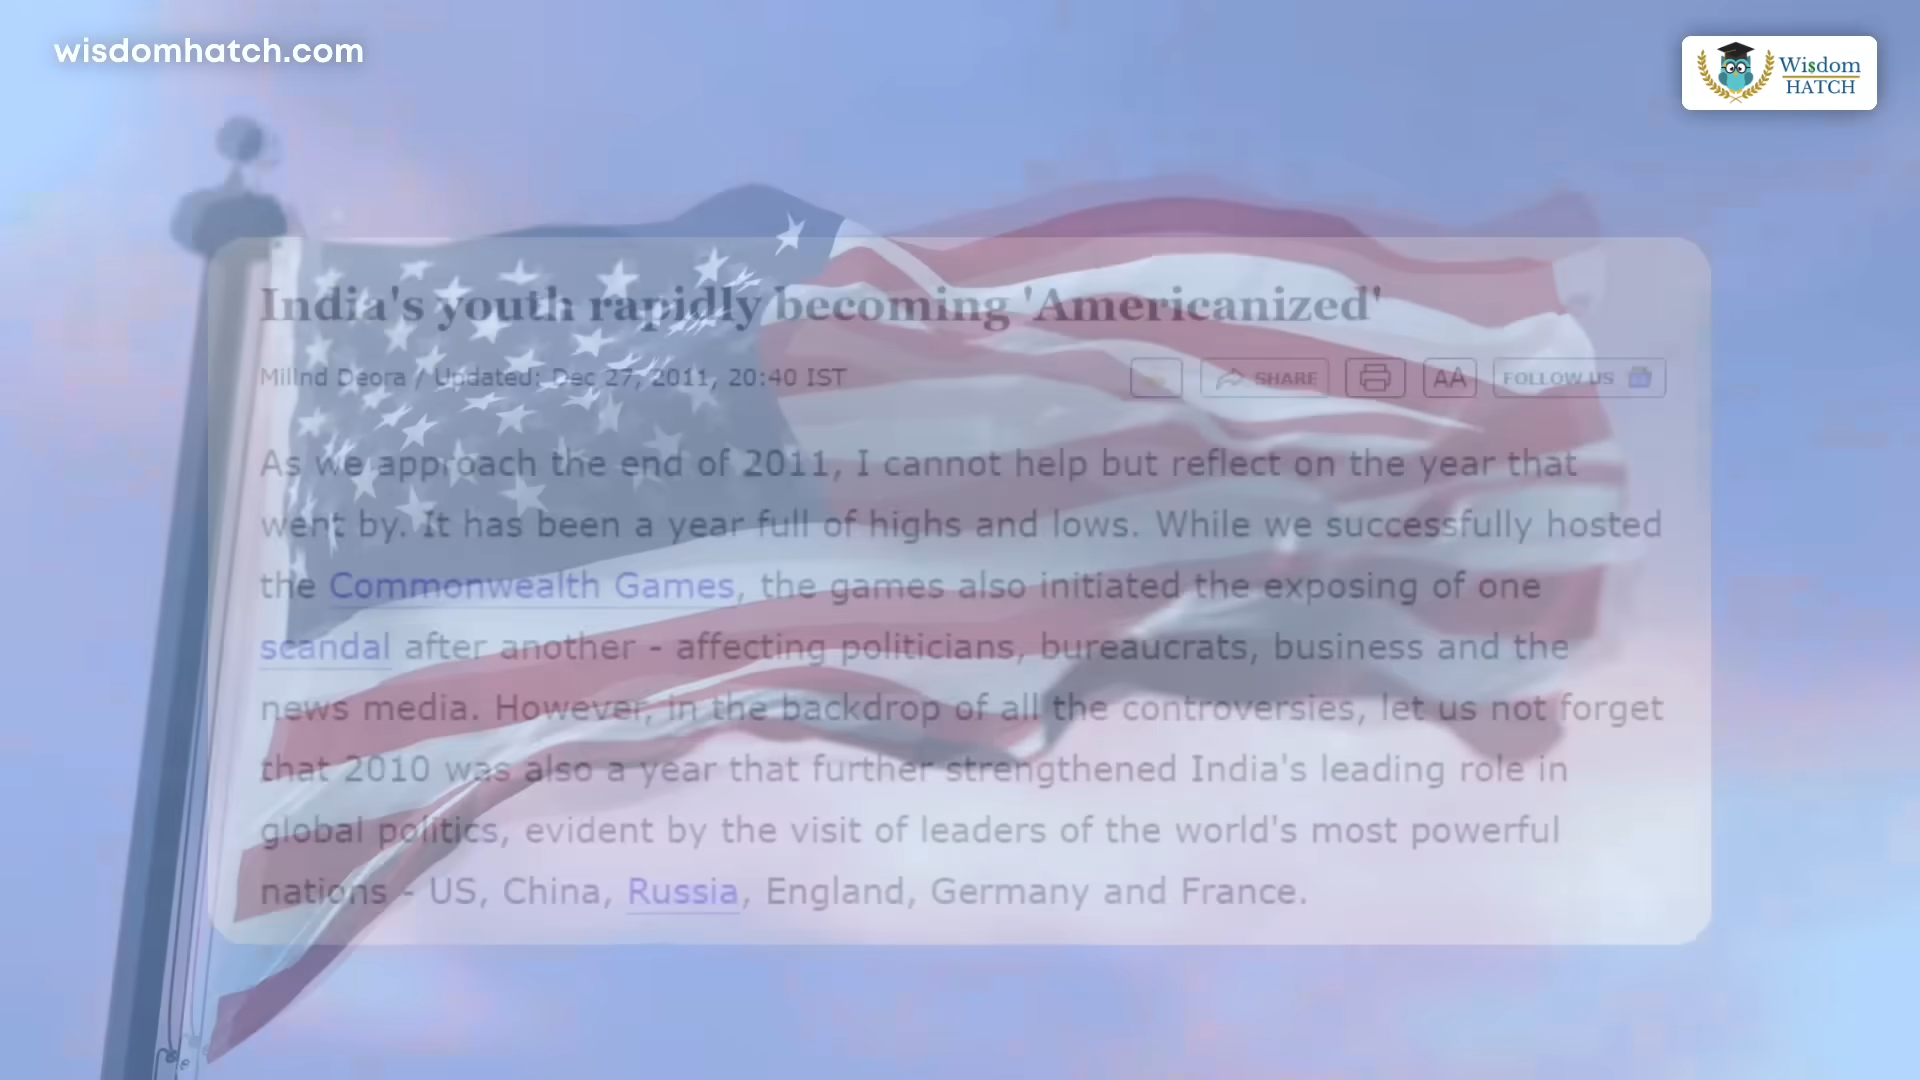 wisdomhatch.com
Wisdom
HATCH
India's youth rapidly becoming 'Americanized'
Milind Deora / Updated: Dec 27, 2011, 20:40 IST
SHARE
AA
FOLLOW US
As we approach the end of 2011, I cannot help but reflect on the year that
went by. It has been a year full of highs and lows. While we successfully hosted
the Commonwealth Games, the games also initiated the exposing of one
scandal after another - affecting politicians, bureaucrats, business and the
news media. However, in the backdrop of all the controversies, let us not forget
that 2010 was also a year that further strengthened India's leading role in
global politics, evident by the visit of leaders of the world's most powerful
nations - US, China, Russia, England, Germany and France.